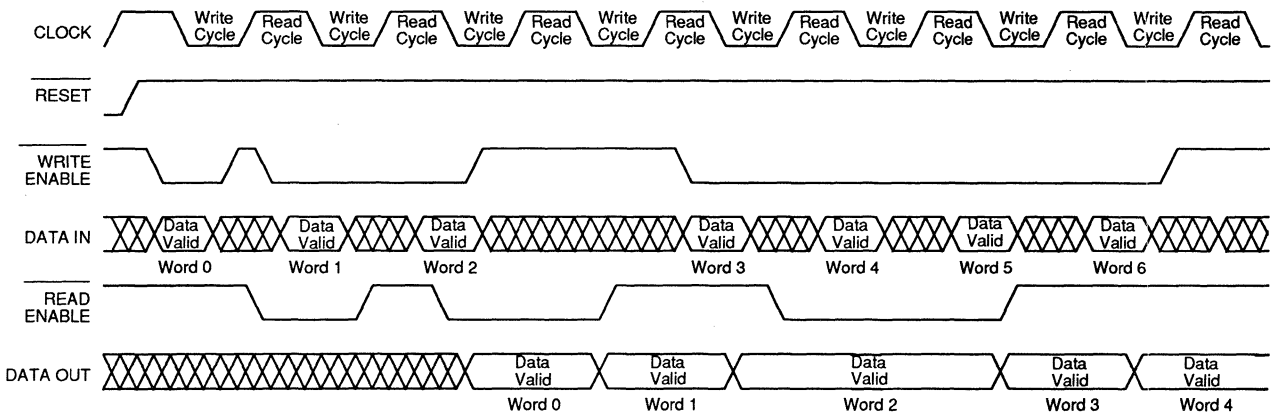 CLOCK
Write Cycle Read Cycle Write Cycle Read Cycle Write Cycle Read Cycle Write Cycle Read Cycle Write Cycle Read Cycle Write Cycle Read Cycle Write Cycle Read Cycle Write Cycle Read Cycle
RESET
WRITE
ENABLE
DATA IN
Data Valid Data Valid Data Valid Data Valid Data Valid Data Valid Data Valid
Word 0 Word 1 Word 2 Word 3 Word 4 Word 5 Word 6
READ
ENABLE
DATA OUT
Data Valid Data Valid Data Valid Data Valid Data Valid
Word 0 Word 1 Word 2 Word 3 Word 4